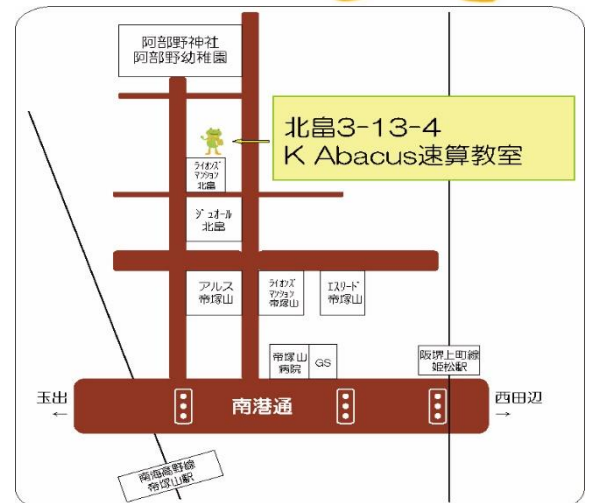 阿部野神社
阿部野幼稚園
北畠3-13-4
K Abacus速算教室
ライオンズ
マンション
北畠
ジュオール
北畠
アルス
帝塚山
ライオンズ
マンション
帝塚山
エスリード
帝塚山
帝塚山
病院
GS
阪堺上町線
姫松駅
玉出
←
南港通
西田辺
→
南海高野線
帝塚山駅